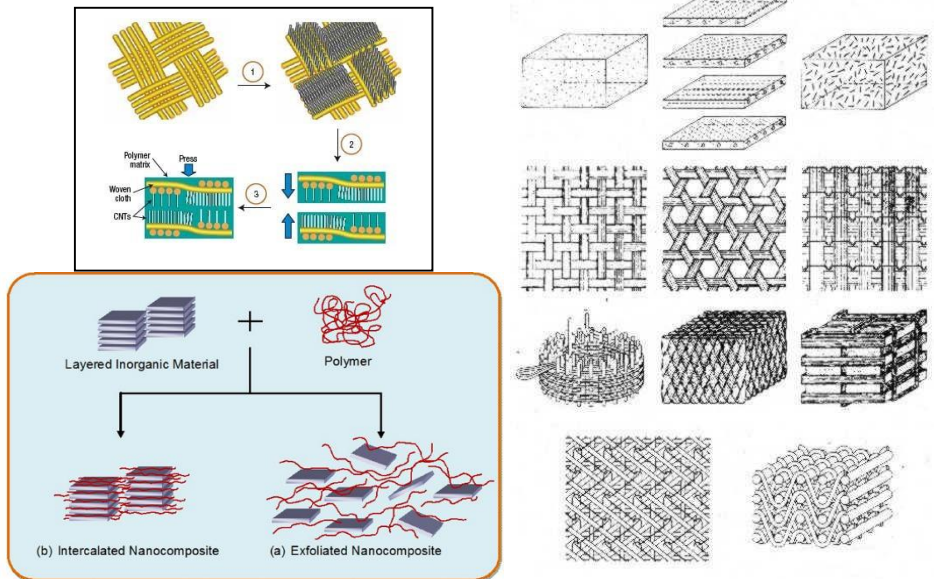 1
2
Polymer
matrix
Press
Woven
cloth
CNTs
3
+
Layered Inorganic Material
Polymer
(b) Intercalated Nanocomposite
(a) Exfoliated Nanocomposite